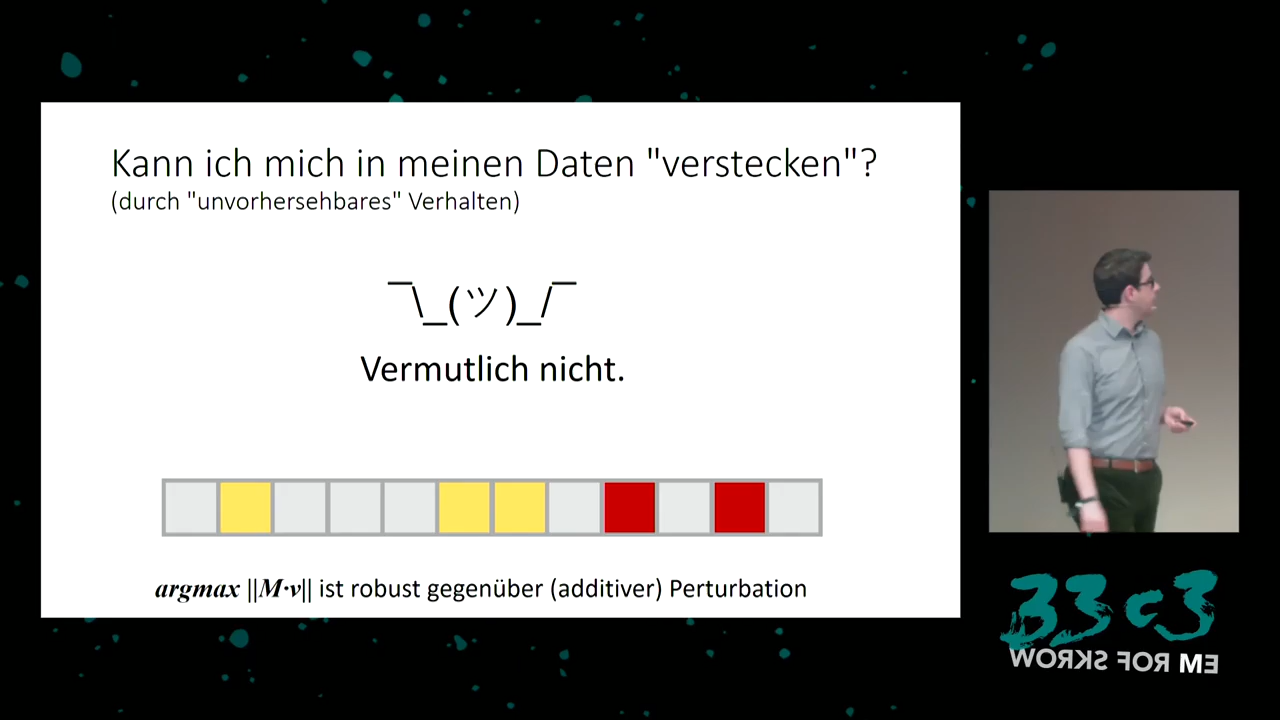 Kann ich mich in meinen Daten "verstecken"?
(durch "unvorhersehbares" Verhalten)
¯\_(ツ)_/¯
Vermutlich nicht.
argmax ||M·v|| ist robust gegenüber (additiver) Perturbation
33c3
WORKS FOR ME